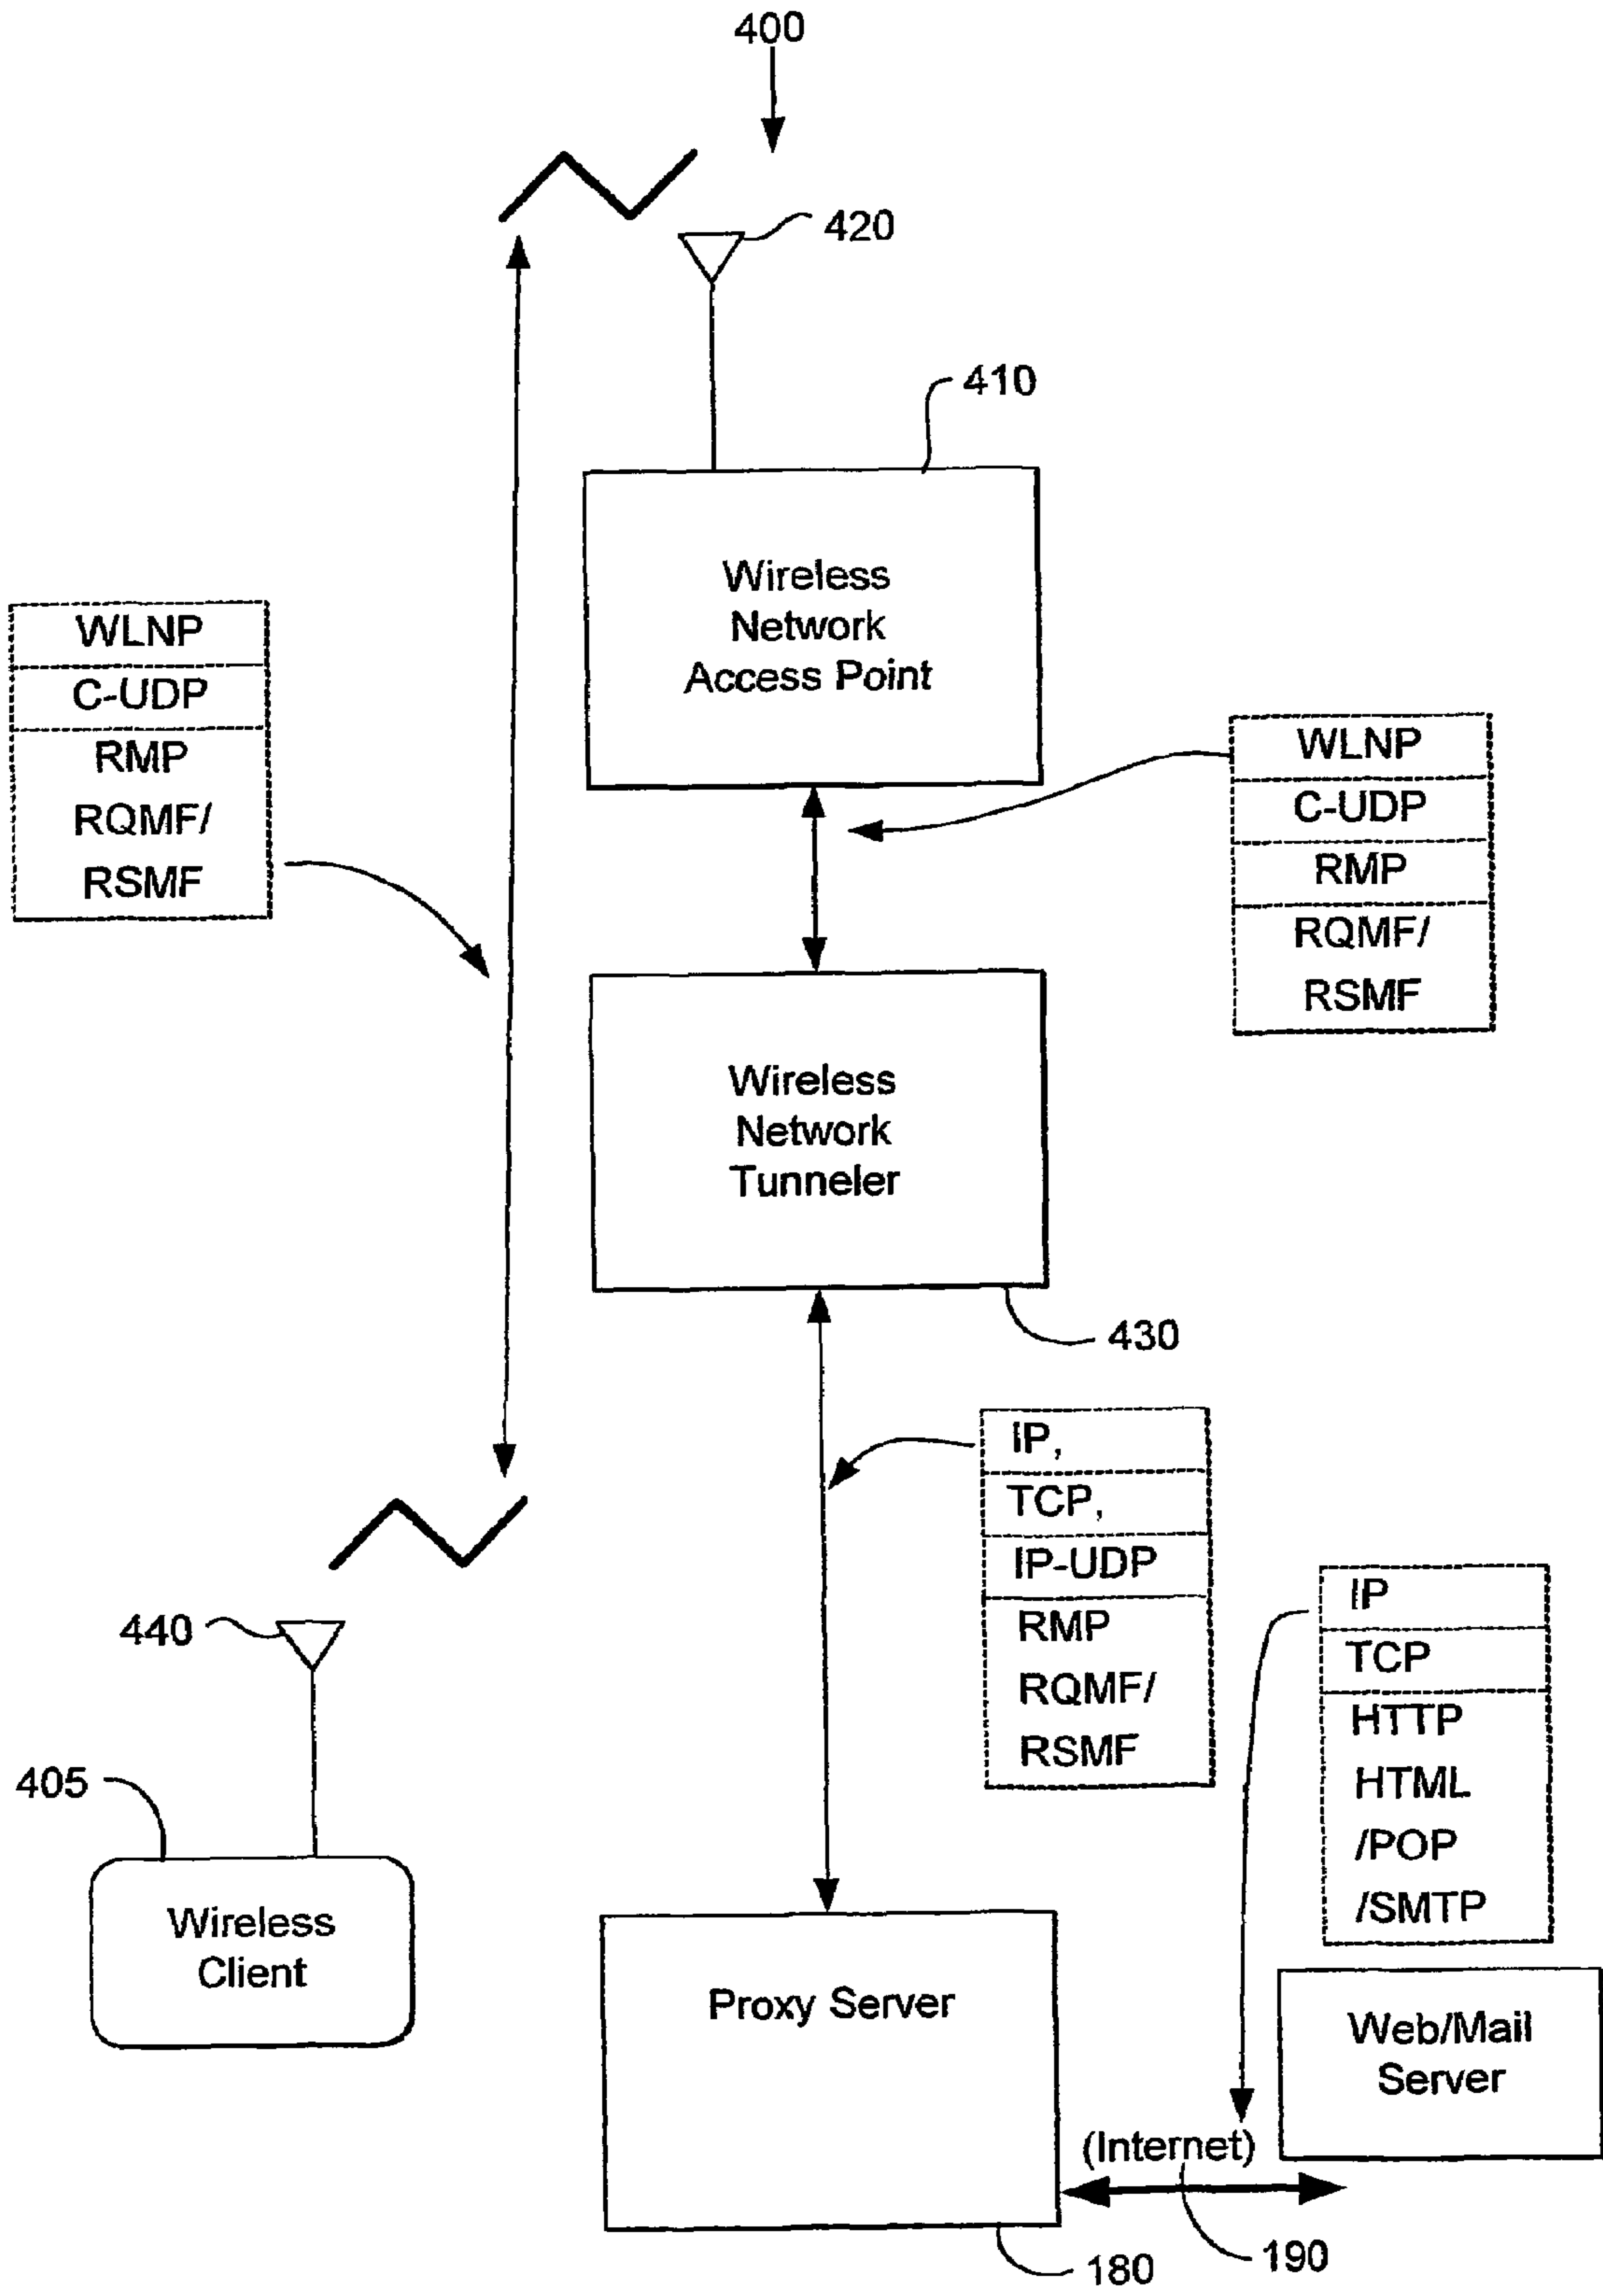 400
420
410
Wireless
Network
Access Point
WLNP
C-UDP
RMP
RQMF/
RSMF
WLNP
C-UDP
RMP
RQMF/
RSMF
Wireless
Network
Tunneler
430
IP,
TCP,
IP-UDP
RMP
RQMF/
RSMF
IP
TCP
HTTP
HTML
/POP
/SMTP
440
405
Wireless
Client
Proxy Server
Web/Mail
Server
(Internet)
180
190